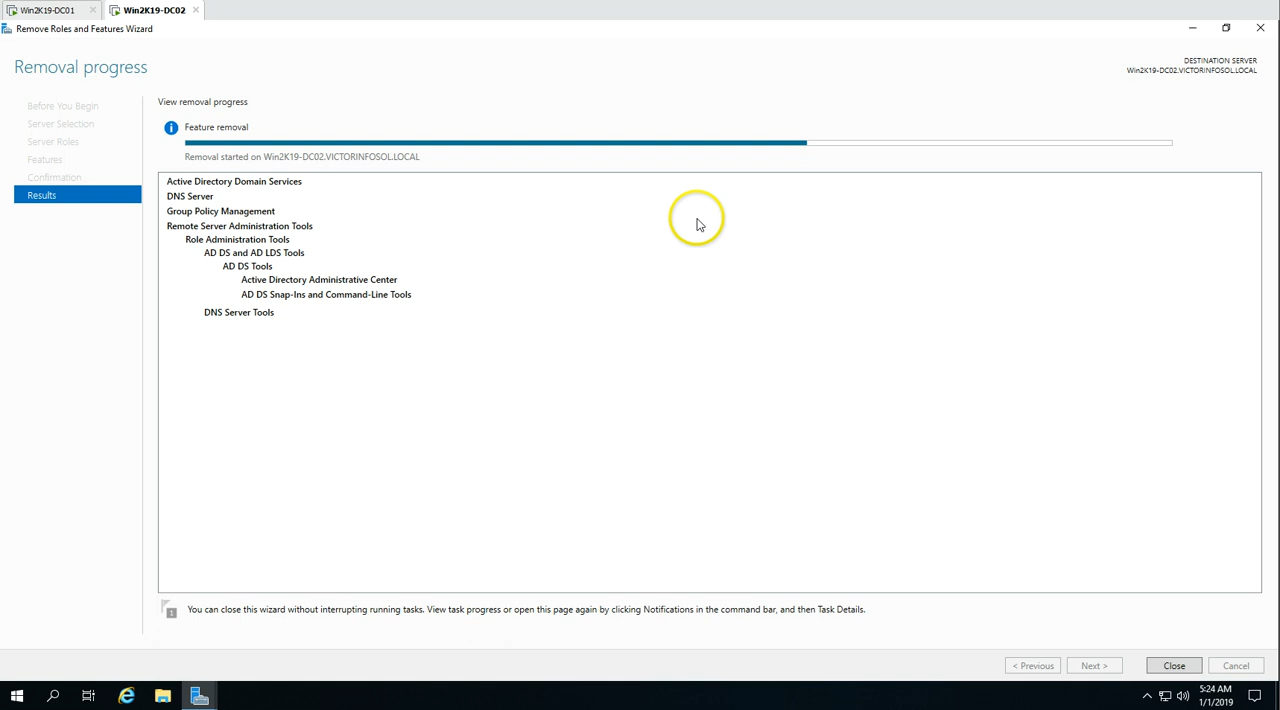 Win2K19-DC01
Win2K19-DC02
Remove Roles and Features Wizard
Removal progress
DESTINATION SERVER
Win2K19-DC02.VICTORINFOSOL.LOCAL
Before You Begin
Server Selection
Server Roles
Features
Confirmation
Results
View removal progress
Feature removal
Removal started on Win2K19-DC02.VICTORINFOSOL.LOCAL
Active Directory Domain Services
DNS Server
Group Policy Management
Remote Server Administration Tools
Role Administration Tools
AD DS and AD LDS Tools
AD DS Tools
Active Directory Administrative Center
AD DS Snap-Ins and Command-Line Tools
DNS Server Tools
1
You can close this wizard without interrupting running tasks. View task progress or open this page again by clicking Notifications in the command bar, and then Task Details.
< Previous
Next >
Close
Cancel
5:24 AM
1/1/2019